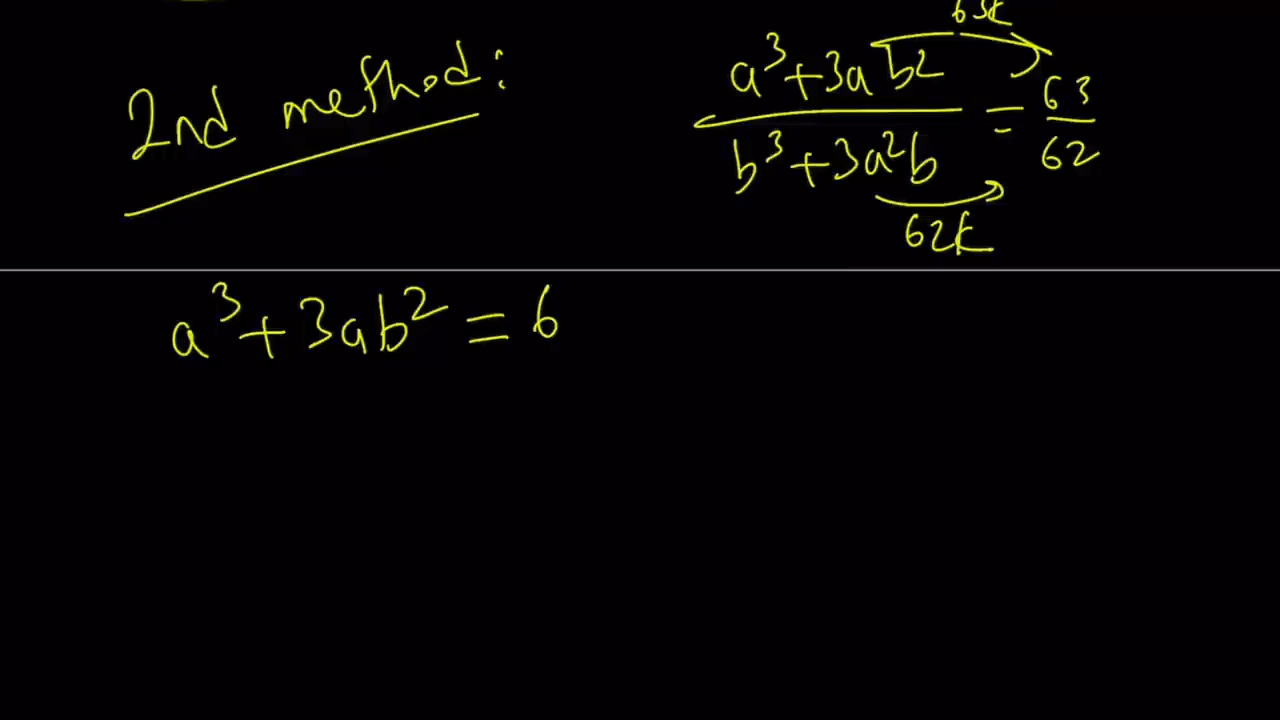 2nd method:
63k
a³+3ab² / b³+3a²b = 63/62
62k
a³+3ab² = 6